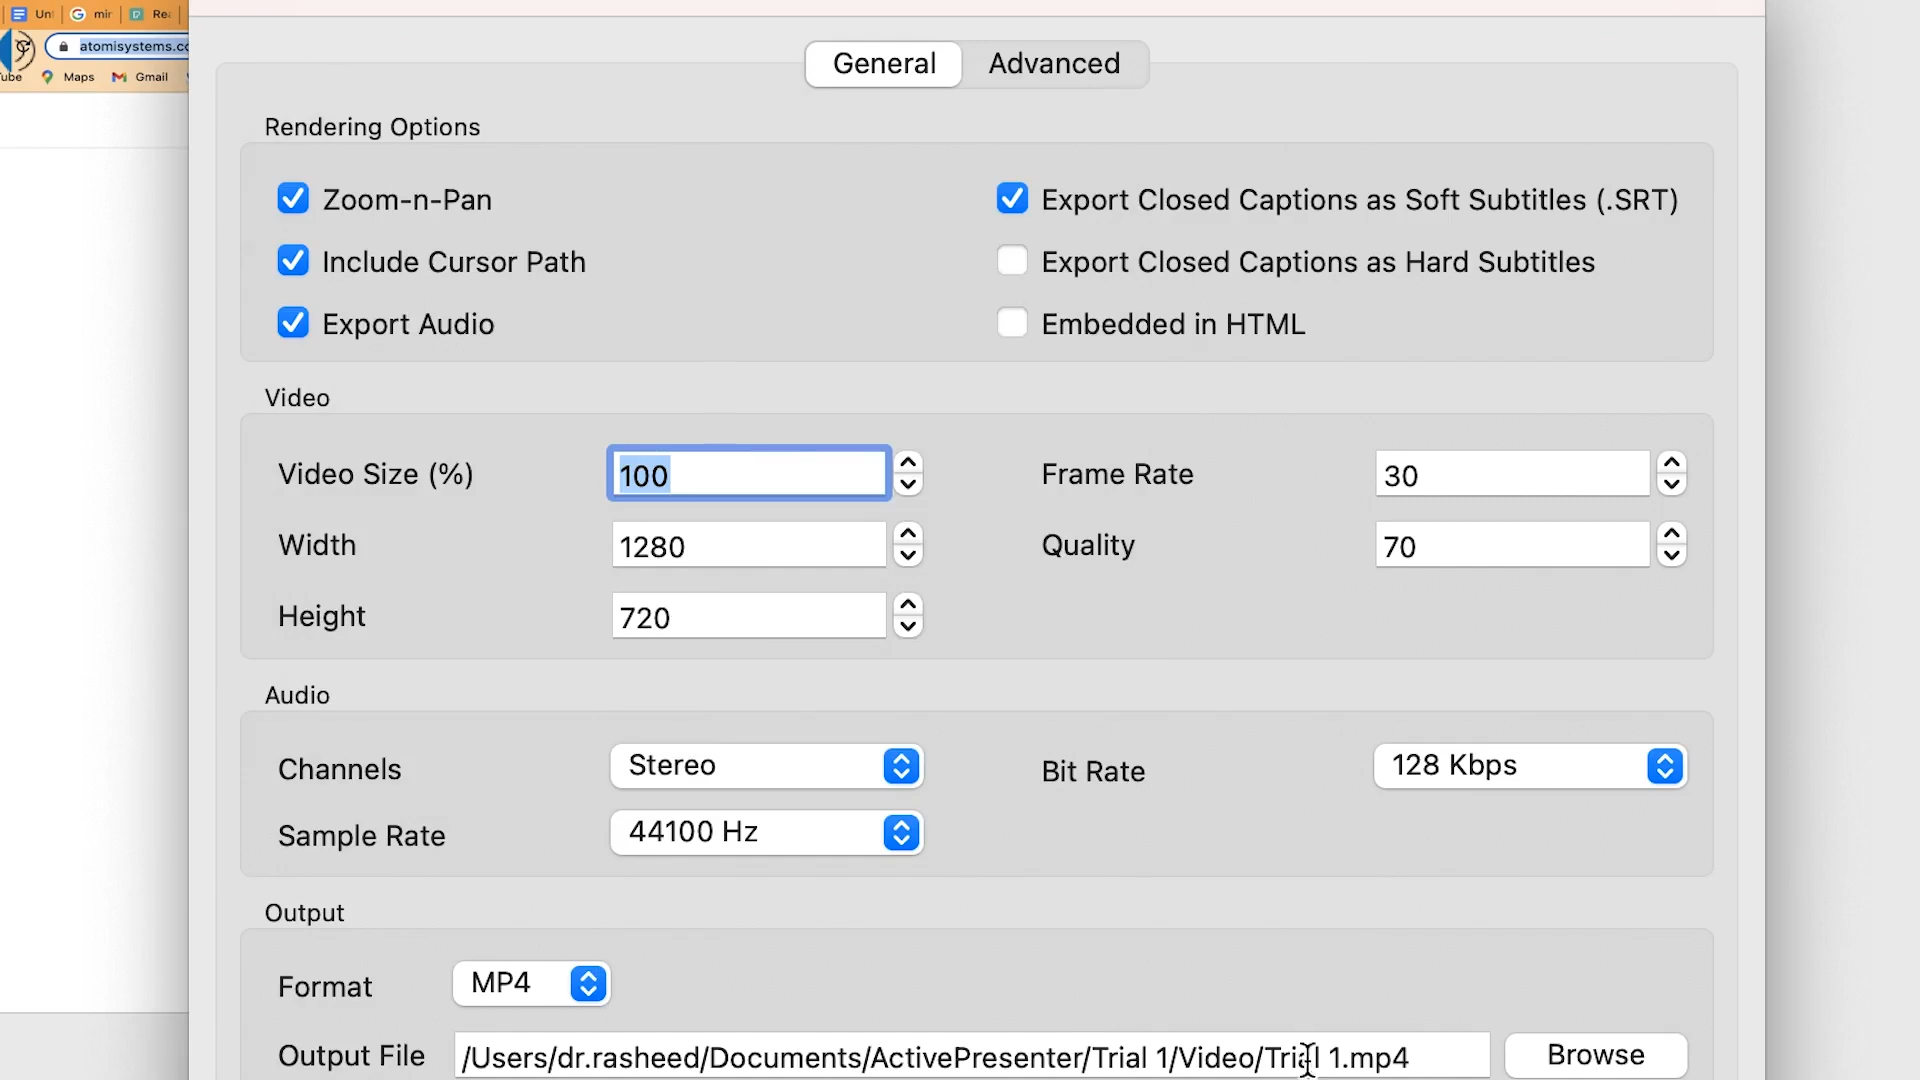 Un
mir
Re
atomisystems.co
ube Maps Gmail
General Advanced
Rendering Options
Zoom-n-Pan
Export Closed Captions as Soft Subtitles (.SRT)
Include Cursor Path
Export Closed Captions as Hard Subtitles
Export Audio
Embedded in HTML
Video
Video Size (%) 100
Frame Rate 30
Width 1280
Quality 70
Height 720
Audio
Channels Stereo
Bit Rate 128 Kbps
Sample Rate 44100 Hz
Output
Format MP4
Output File /Users/dr.rasheed/Documents/ActivePresenter/Trial 1/Video/Trial 1.mp4 Browse